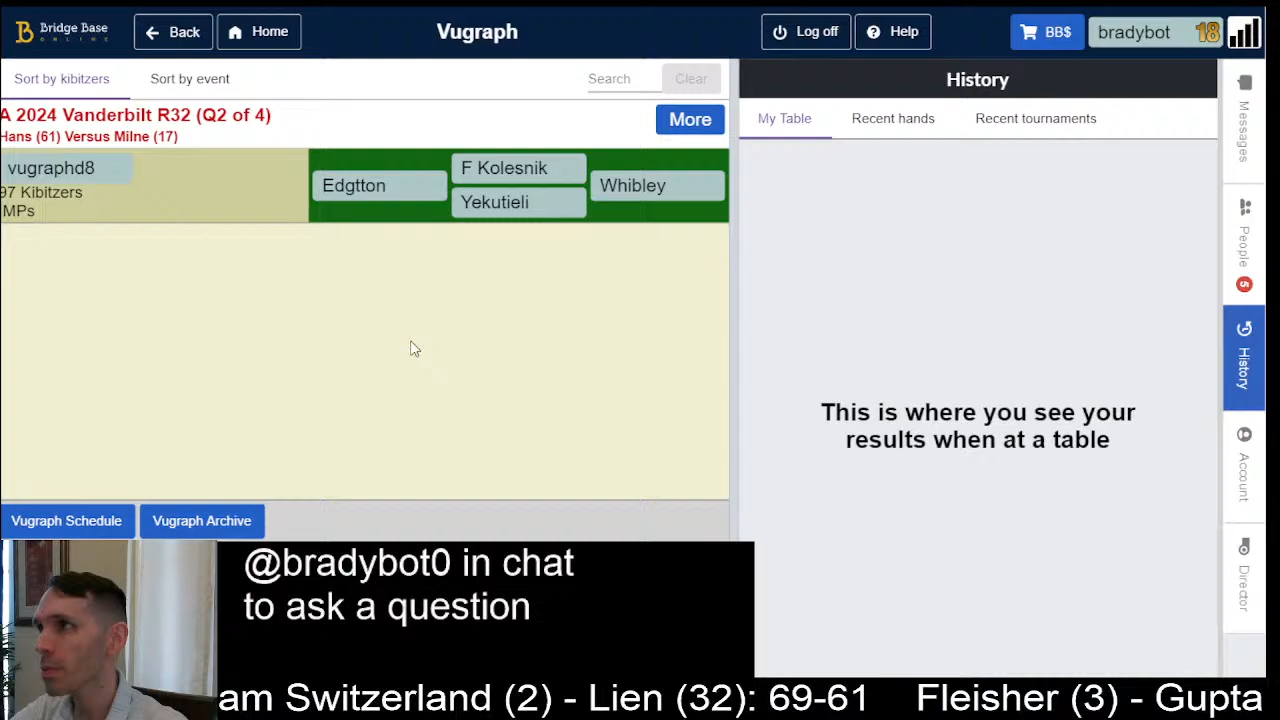 Bridge Base
ONLINE
Back
Home
Vugraph
Log off
Help
BB$
bradybot
18
Sort by kibitzers
Sort by event
Search
Clear
A 2024 Vanderbilt R32 (Q2 of 4)
Hans (61) Versus Milne (17)
More
vugraphd8
97 Kibitzers
MPs
Edgtton
F Kolesnik
Yekutieli
Whibley
Vugraph Schedule
Vugraph Archive
History
My Table
Recent hands
Recent tournaments
This is where you see your
results when at a table
Messages
People
5
History
Account
Director
@bradybot0 in chat
to ask a question
am Switzerland (2) - Lien (32): 69-61 Fleisher (3) - Gupta